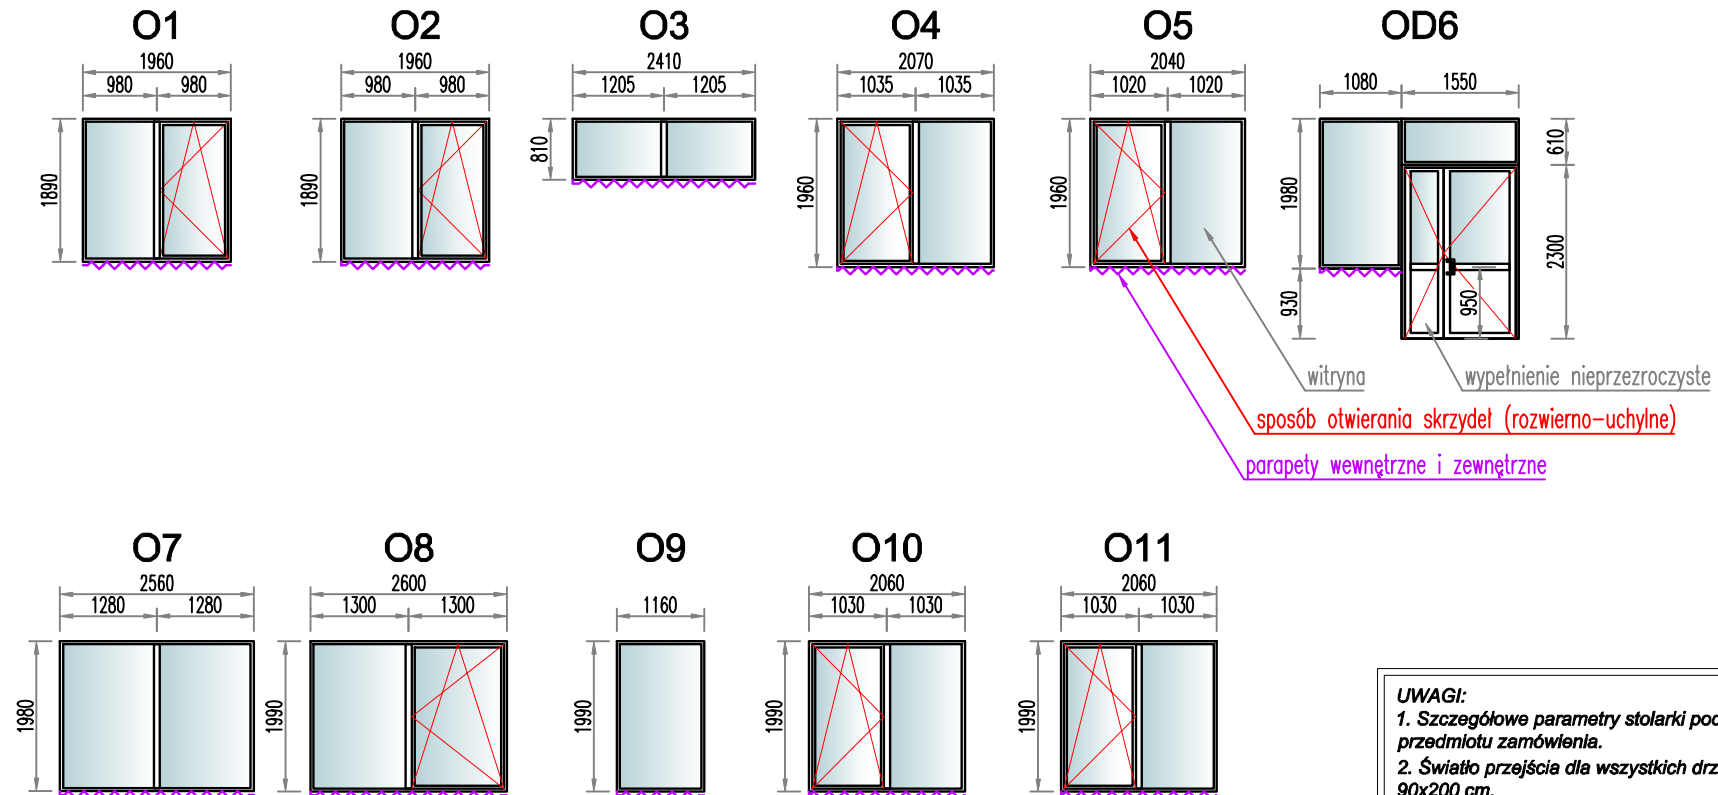 O1 O2 O3 O4 O5 OD6
1960 1960 2410 2070 2040
980 980 980 980 1205 1205 1035 1035 1020 1020 1080 1550
1890 1890 810 1960 1960 1980 610
930 950 2300
witryna
wypełnienie nieprzezroczyste
sposób otwierania skrzydeł (rozwierno-uchylne)
parapety wewnętrzne i zewnętrzne
O7 O8 O9 O10 O11
2560 2600 2060 2060
1280 1280 1300 1300 1160 1030 1030 1030 1030
1980 1990 1990 1990 1990
UWAGI:
1. Szczegółowe parametry stolarki pod
przedmiotu zamówienia.
2. Światło przejścia dla wszystkich drz
90x200 cm.